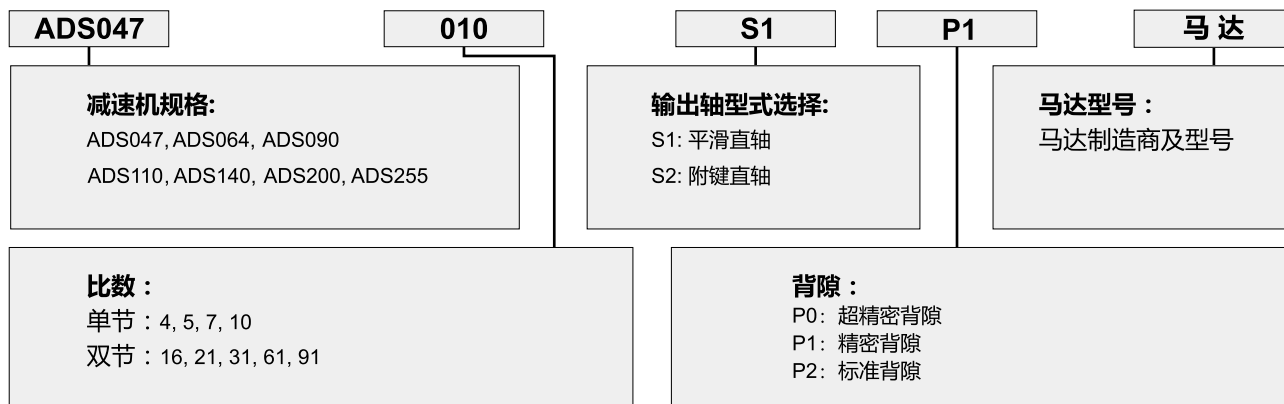 ADS047 010 S1 P1 马达
减速机规格:
ADS047, ADS064, ADS090
ADS110, ADS140, ADS200, ADS255
输出轴型式选择:
S1: 平滑直轴
S2: 附键直轴
马达型号：
马达制造商及型号
比数：
单节：4, 5, 7, 10
双节：16, 21, 31, 61, 91
背隙：
P0：超精密背隙
P1：精密背隙
P2：标准背隙